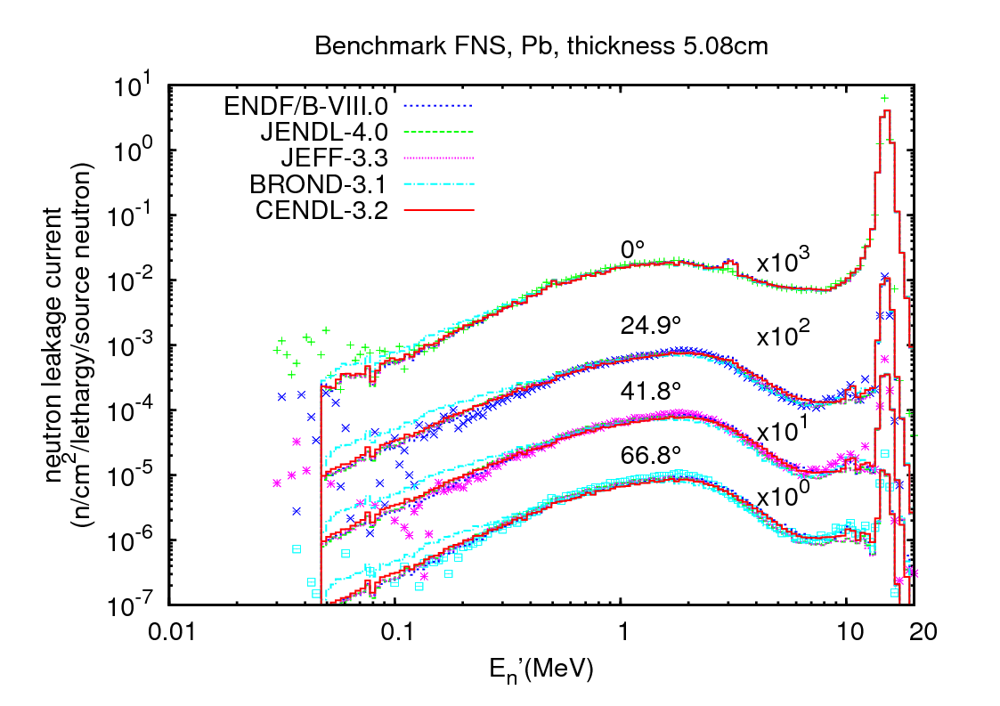 Benchmark FNS, Pb, thickness 5.08cm
10^1
10^0
10^-1
10^-2
10^-3
10^-4
10^-5
10^-6
10^-7
neutron leakage current
(n/cm^2/lethargy/source neutron)
ENDF/B-VIII.0
JENDL-4.0
JEFF-3.3
BROND-3.1
CENDL-3.2
0°
x10^3
24.9°
x10^2
41.8°
x10^1
66.8°
x10^0
0.01 0.1 1 10 20
E_n'(MeV)